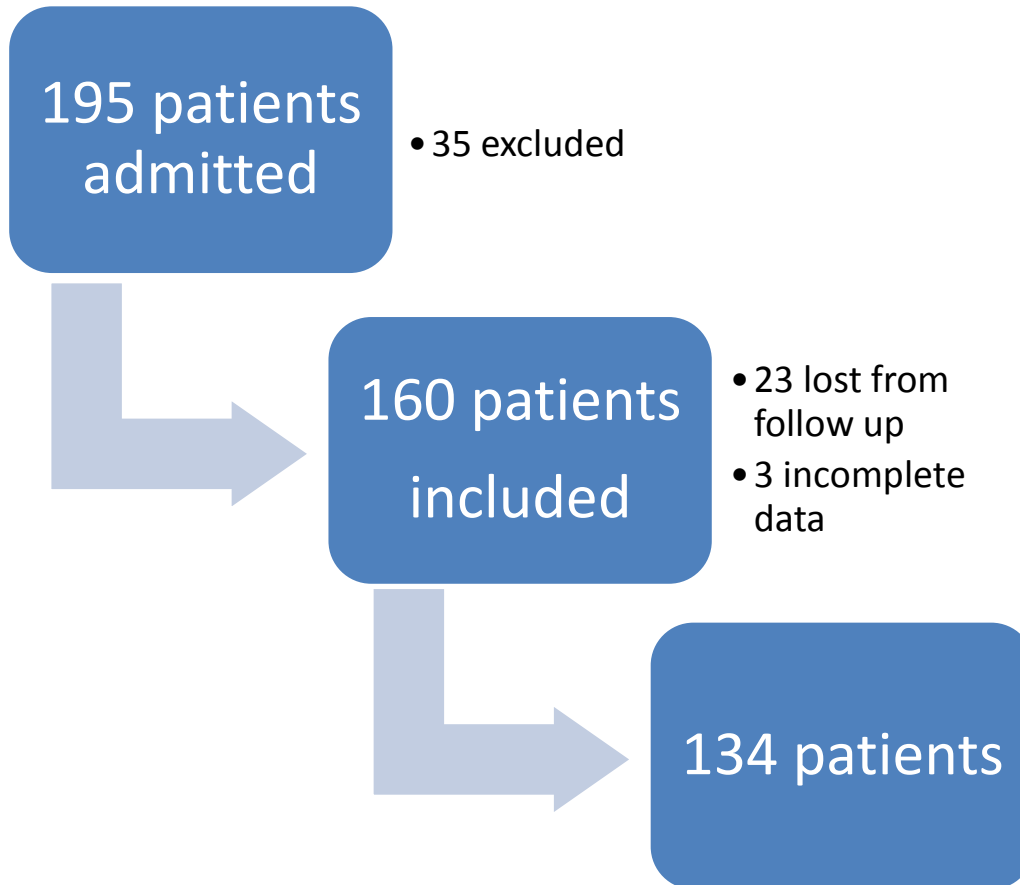 195 patients
admitted
• 35 excluded
160 patients
included
• 23 lost from
follow up
• 3 incomplete
data
134 patients